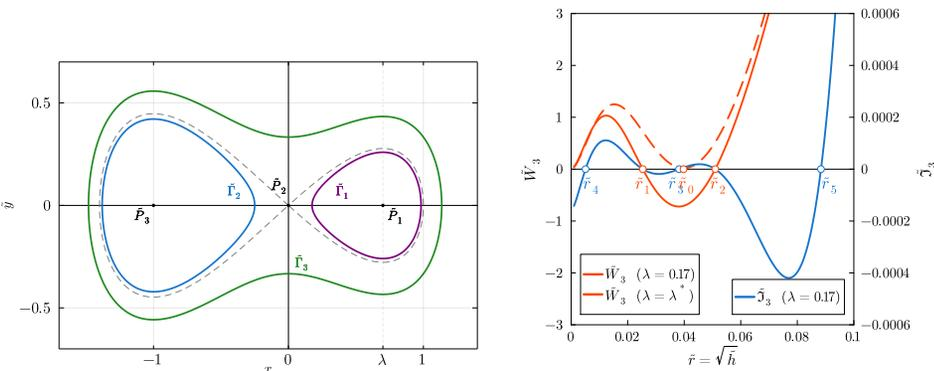 0.5
0
−0.5
ỹ
−1
0
λ
1
x
Γ̃₂
P̃₂
Γ̃₁
P̃₃
P̃₁
Γ̃₃
3
2
1
0
−1
−2
−3
W̃₃
0
0.02
0.04
0.06
0.08
0.1
r̃ = √h̃
0.0006
0.0004
0.0002
0
−0.0002
−0.0004
−0.0006
ℑ̃₃
r̃₄
r̃₁
r̃₃
r̃₀
r̃₂
r̃₅
W̃₃ (λ = 0.17)
W̃₃ (λ = λ*)
ℑ̃₃ (λ = 0.17)